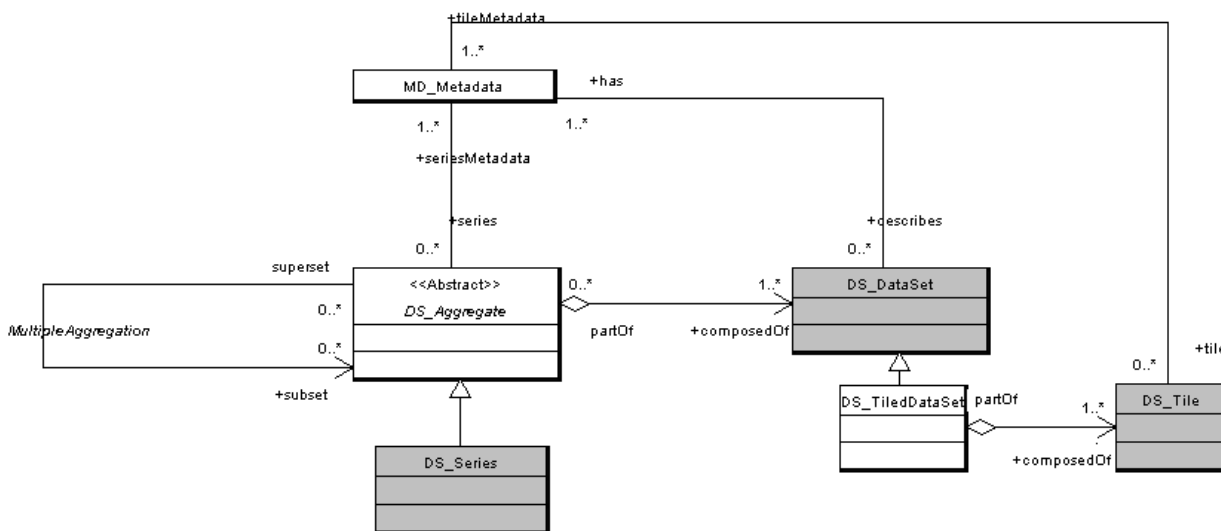 +tileMetadata
1..*
MD_Metadata
+has
1..*
1..*
+seriesMetadata
+series
+describes
0..*
0..*
superset
<<Abstract>>
DS_Aggregate
0..*
1..*
DS_DataSet
0..*
MultipleAggregation
partOf
+composedOf
0..*
+subset
+tile
0..*
DS_TiledDataSet
partOf
1..*
DS_Tile
DS_Series
+composedOf